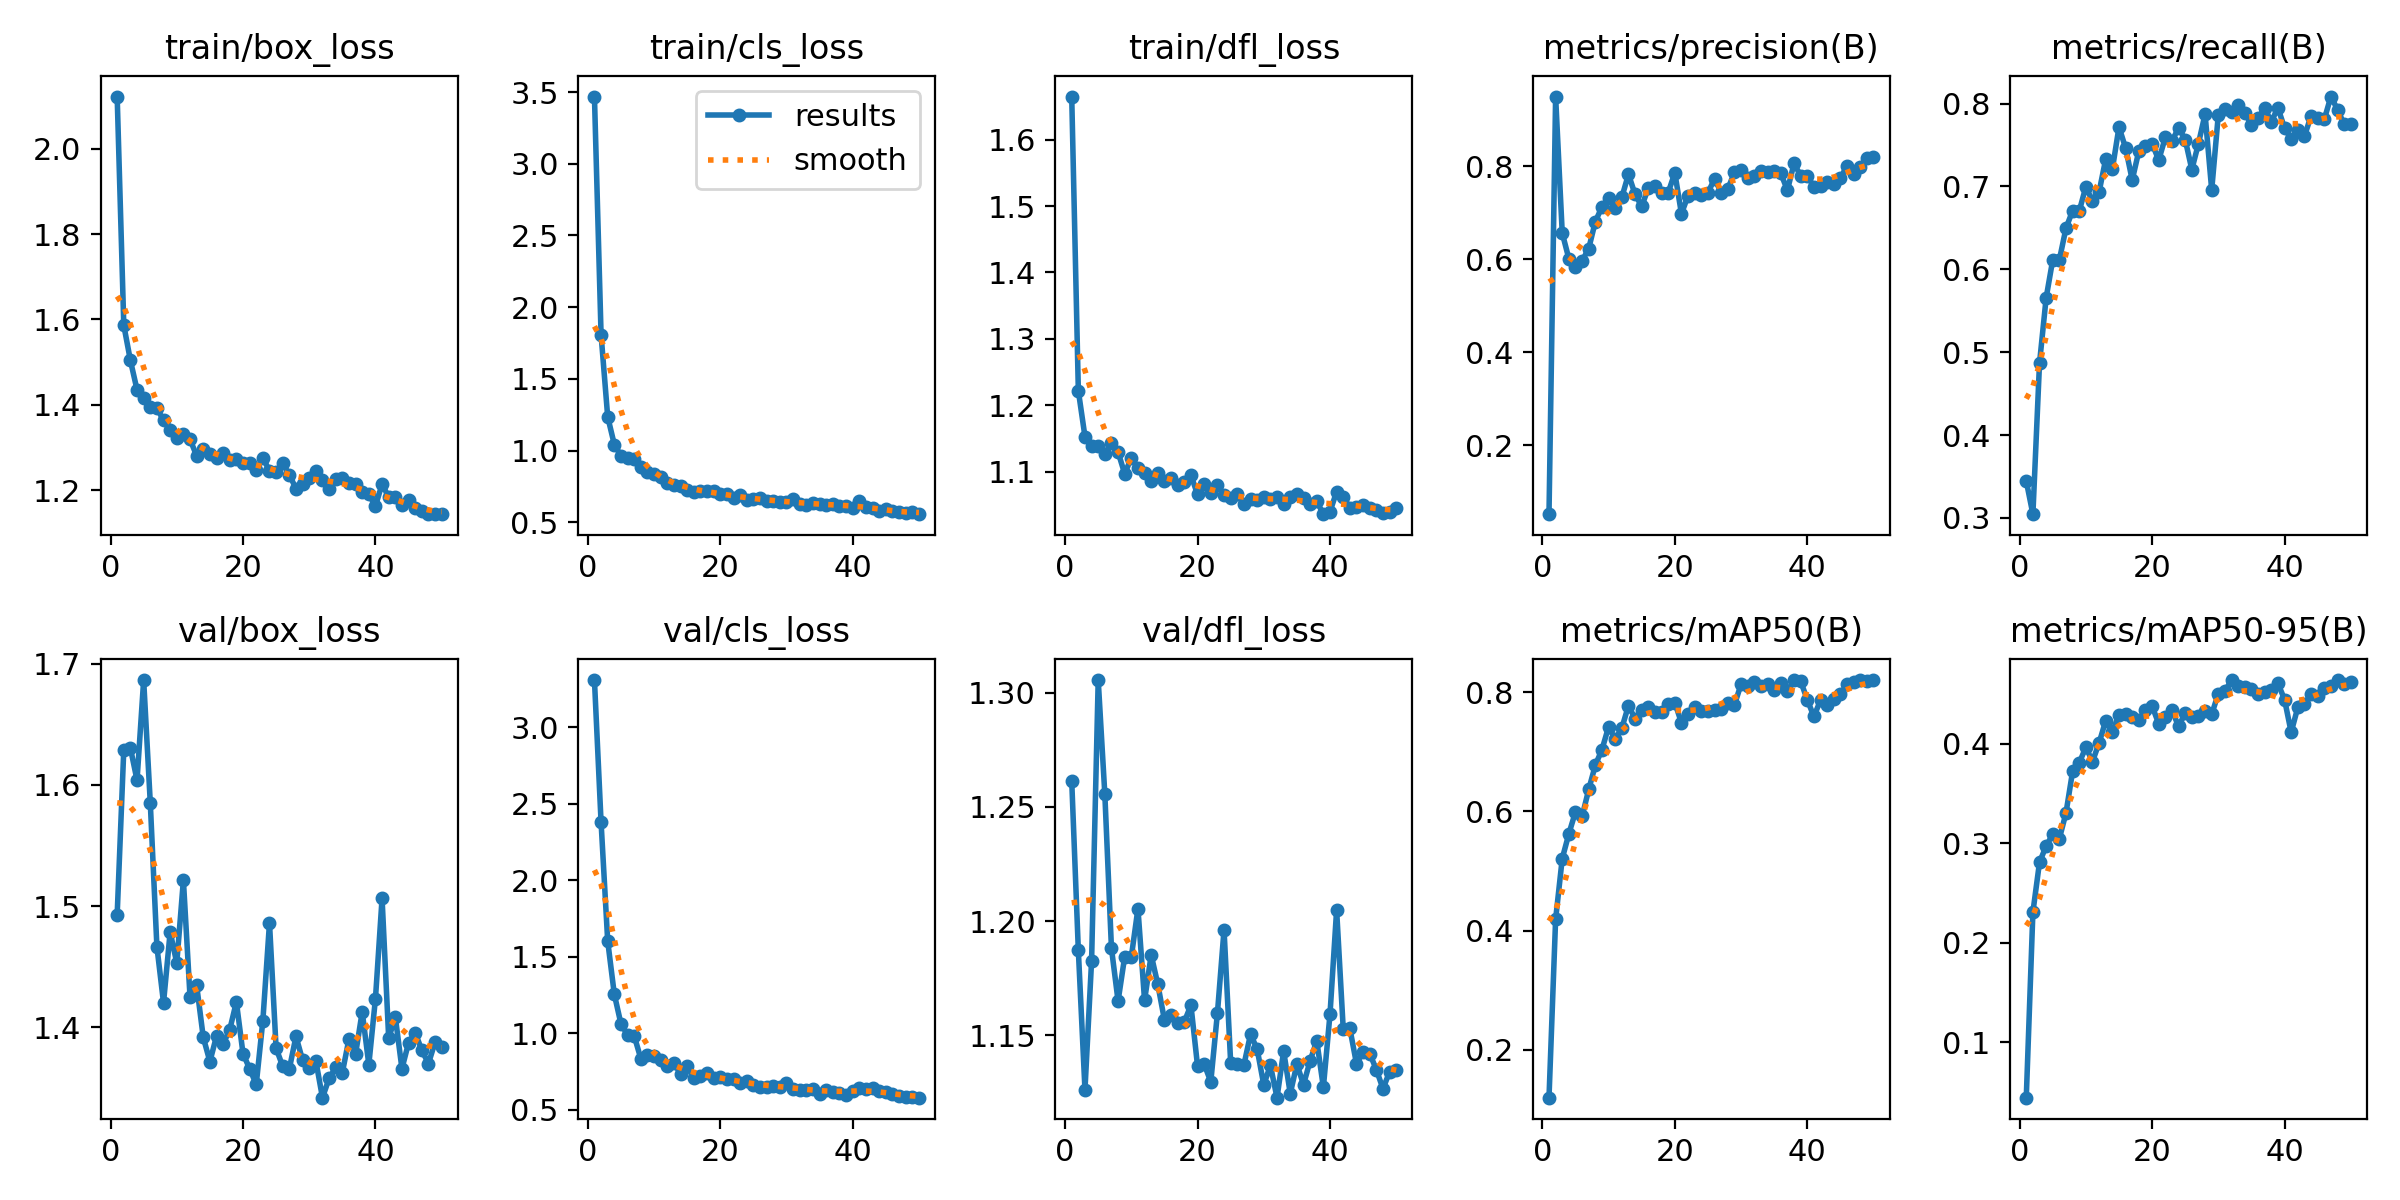 train/box_loss
2.0
1.8
1.6
1.4
1.2
0 20 40
train/cls_loss
results
smooth
3.5
3.0
2.5
2.0
1.5
1.0
0.5
0 20 40
train/dfl_loss
1.6
1.5
1.4
1.3
1.2
1.1
0 20 40
metrics/precision(B)
0.8
0.6
0.4
0.2
0 20 40
metrics/recall(B)
0.8
0.7
0.6
0.5
0.4
0.3
0 20 40
val/box_loss
1.7
1.6
1.5
1.4
0 20 40
val/cls_loss
3.0
2.5
2.0
1.5
1.0
0.5
0 20 40
val/dfl_loss
1.30
1.25
1.20
1.15
0 20 40
metrics/mAP50(B)
0.8
0.6
0.4
0.2
0 20 40
metrics/mAP50-95(B)
0.4
0.3
0.2
0.1
0 20 40